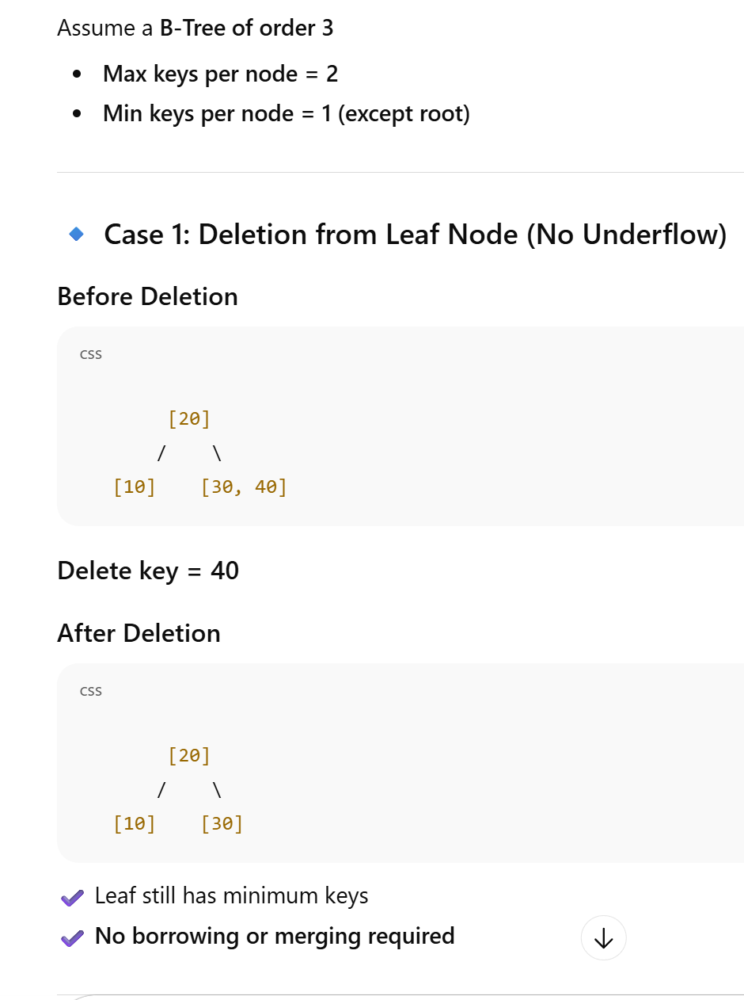 Assume a B-Tree of order 3
• Max keys per node = 2
• Min keys per node = 1 (except root)
Case 1: Deletion from Leaf Node (No Underflow)
Before Deletion
css
[20]
/    \
[10]    [30, 40]
Delete key = 40
After Deletion
css
[20]
/    \
[10]    [30]
✔ Leaf still has minimum keys
✔ No borrowing or merging required